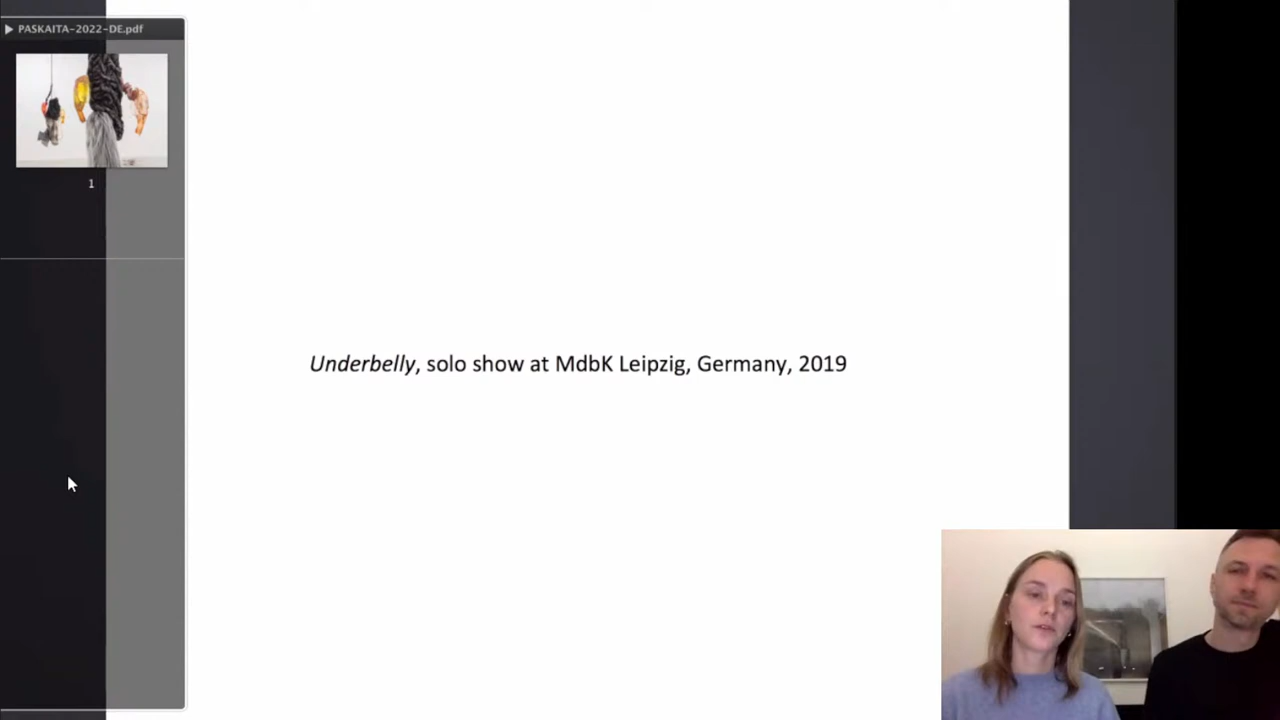 PASKAITA-2022-DE.pdf
1
Underbelly, solo show at MdbK Leipzig, Germany, 2019